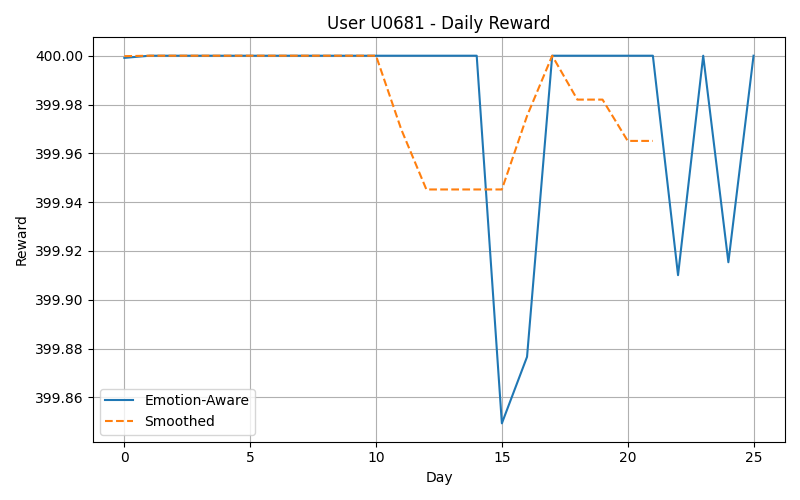 User U0681 - Daily Reward
400.00
399.98
399.96
399.94
399.92
399.90
399.88
399.86
Reward
Emotion-Aware
Smoothed
0 5 10 15 20 25
Day